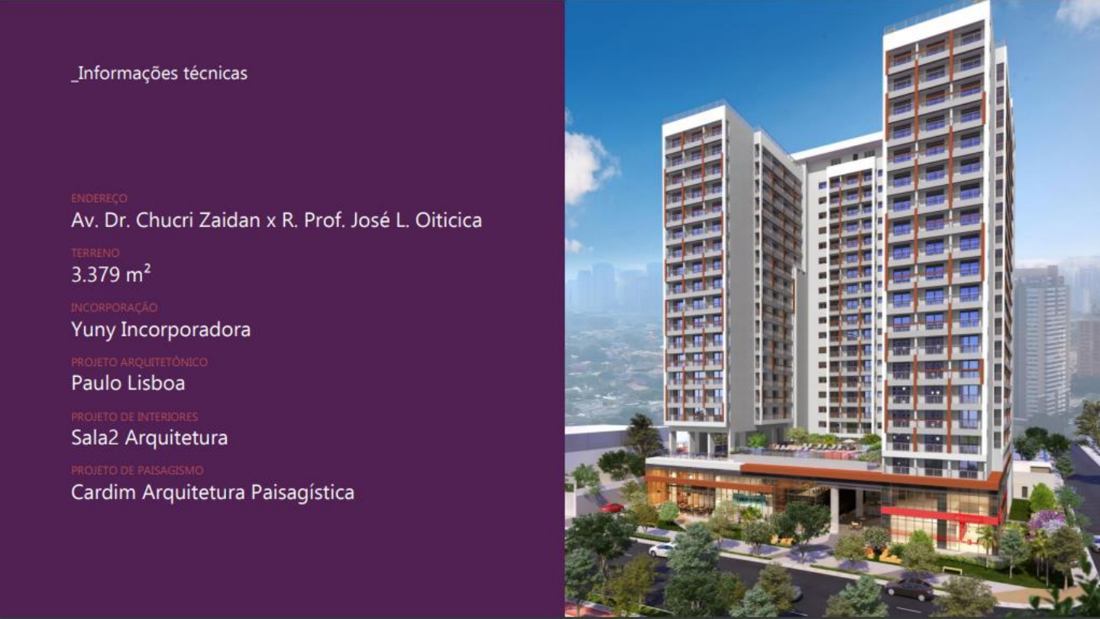 _Informações técnicas
ENDEREÇO
Av. Dr. Chucri Zaidan x R. Prof. José L. Oiticica
TERRENO
3.379 m²
INCORPORAÇÃO
Yuny Incorporadora
PROJETO ARQUITETÔNICO
Paulo Lisboa
PROJETO DE INTERIORES
Sala2 Arquitetura
PROJETO DE PAISAGISMO
Cardim Arquitetura Paisagística